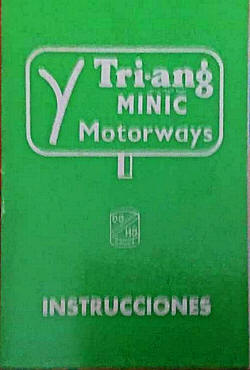 Tri-ang
MINIC
Motorways
INSTRUCCIONES